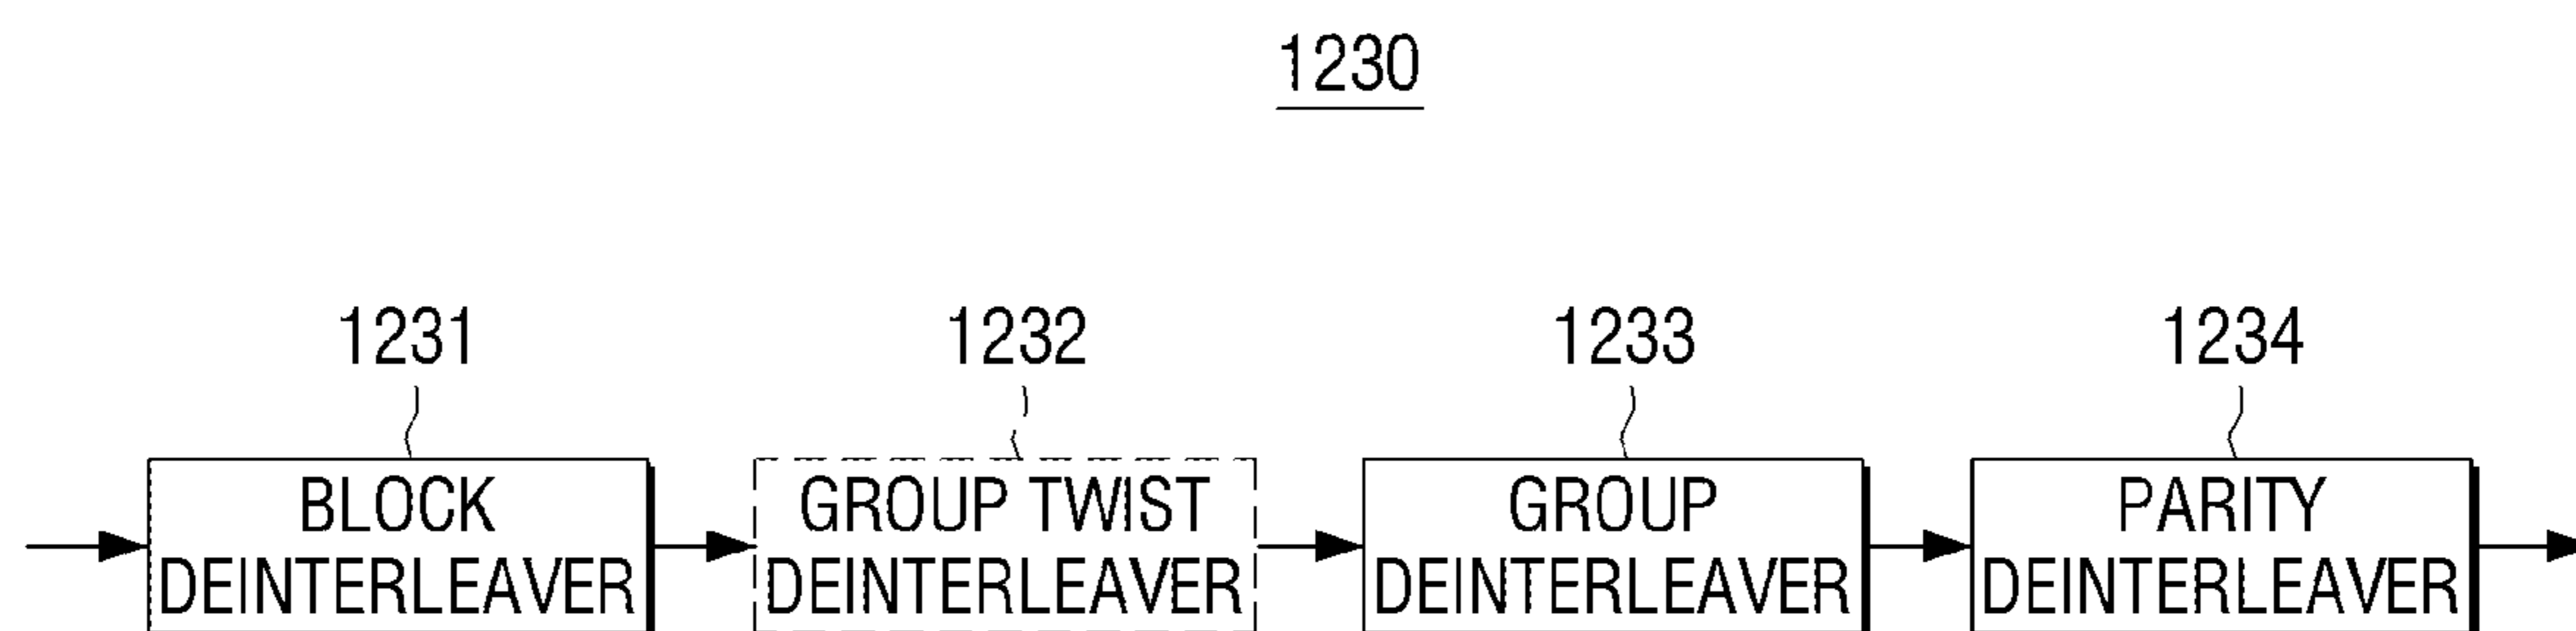 1230
1231 1232 1233 1234
BLOCK GROUP TWIST GROUP PARITY
DEINTERLEAVER DEINTERLEAVER DEINTERLEAVER DEINTERLEAVER